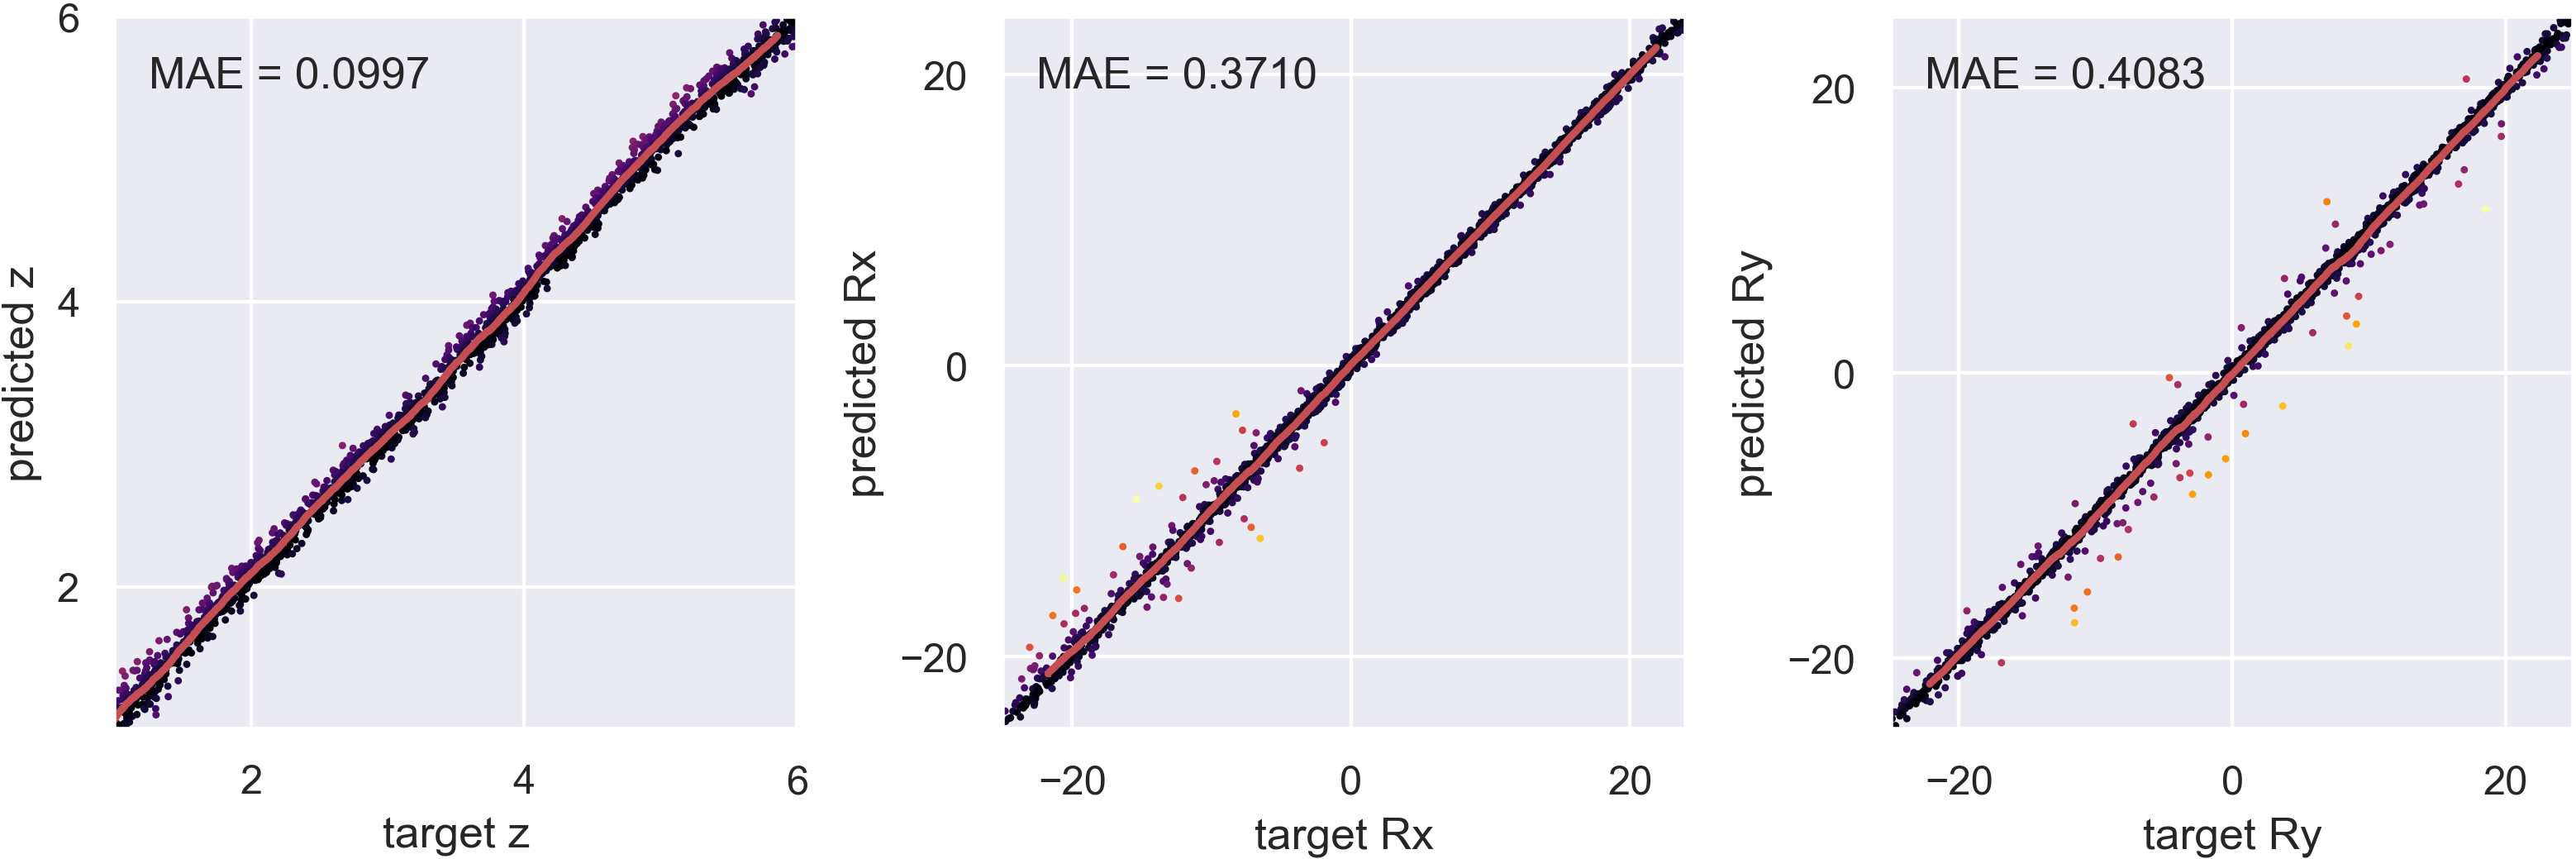 MAE = 0.0997
predicted z
6
4
2
2
4
6
target z
MAE = 0.3710
predicted Rx
20
0
−20
−20
0
20
target Rx
MAE = 0.4083
predicted Ry
20
0
−20
−20
0
20
target Ry